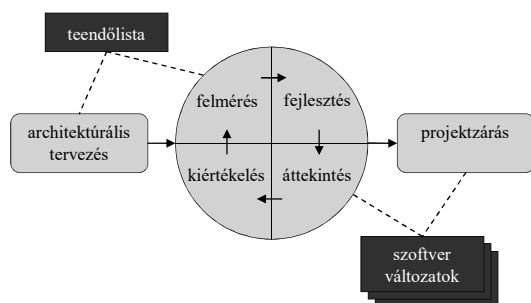 teendőlista
felmérés
fejlesztés
architektúrális
tervezés
projektzárás
kiértékelés
áttekintés
szoftver
változatok